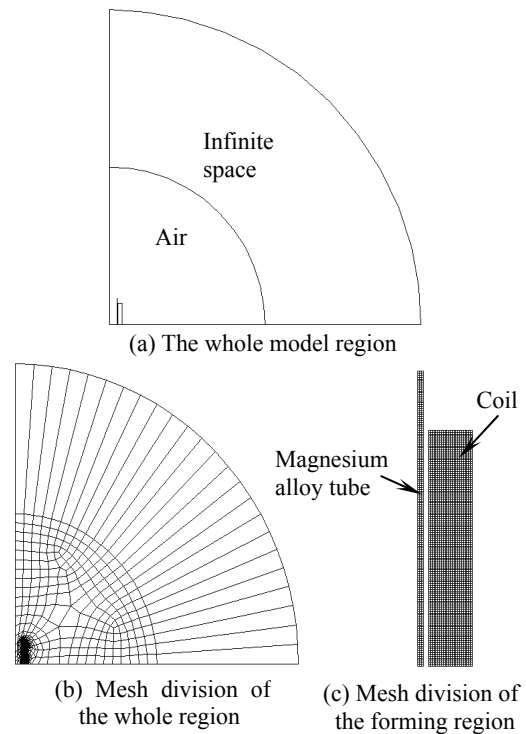 Infinite
space
Air
(a) The whole model region
Coil
Magnesium
alloy tube
(b) Mesh division of
the whole region
(c) Mesh division of
the forming region